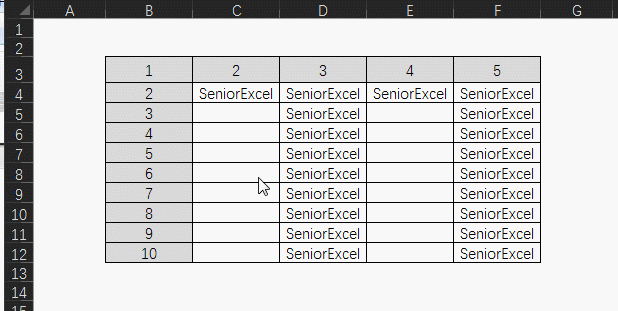 A B C D E F G
1
2
3 1 2 3 4 5
4 2 SeniorExcel SeniorExcel SeniorExcel SeniorExcel
5 3 SeniorExcel SeniorExcel
6 4 SeniorExcel SeniorExcel
7 5 SeniorExcel SeniorExcel
8 6 SeniorExcel SeniorExcel
9 7 SeniorExcel SeniorExcel
10 8 SeniorExcel SeniorExcel
11 9 SeniorExcel SeniorExcel
12 10 SeniorExcel SeniorExcel
13
14
15